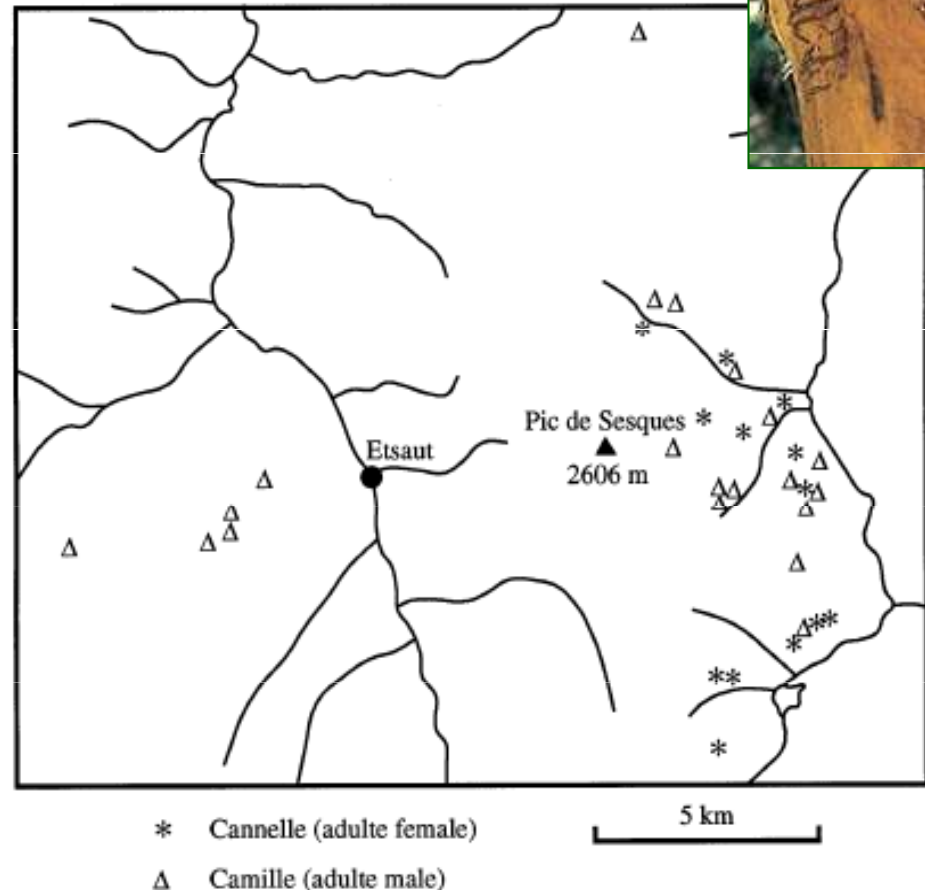 Pic de Sesques
Etsaut
2606 m
5 km
* Cannelle (adulte female)
Δ Camille (adulte male)